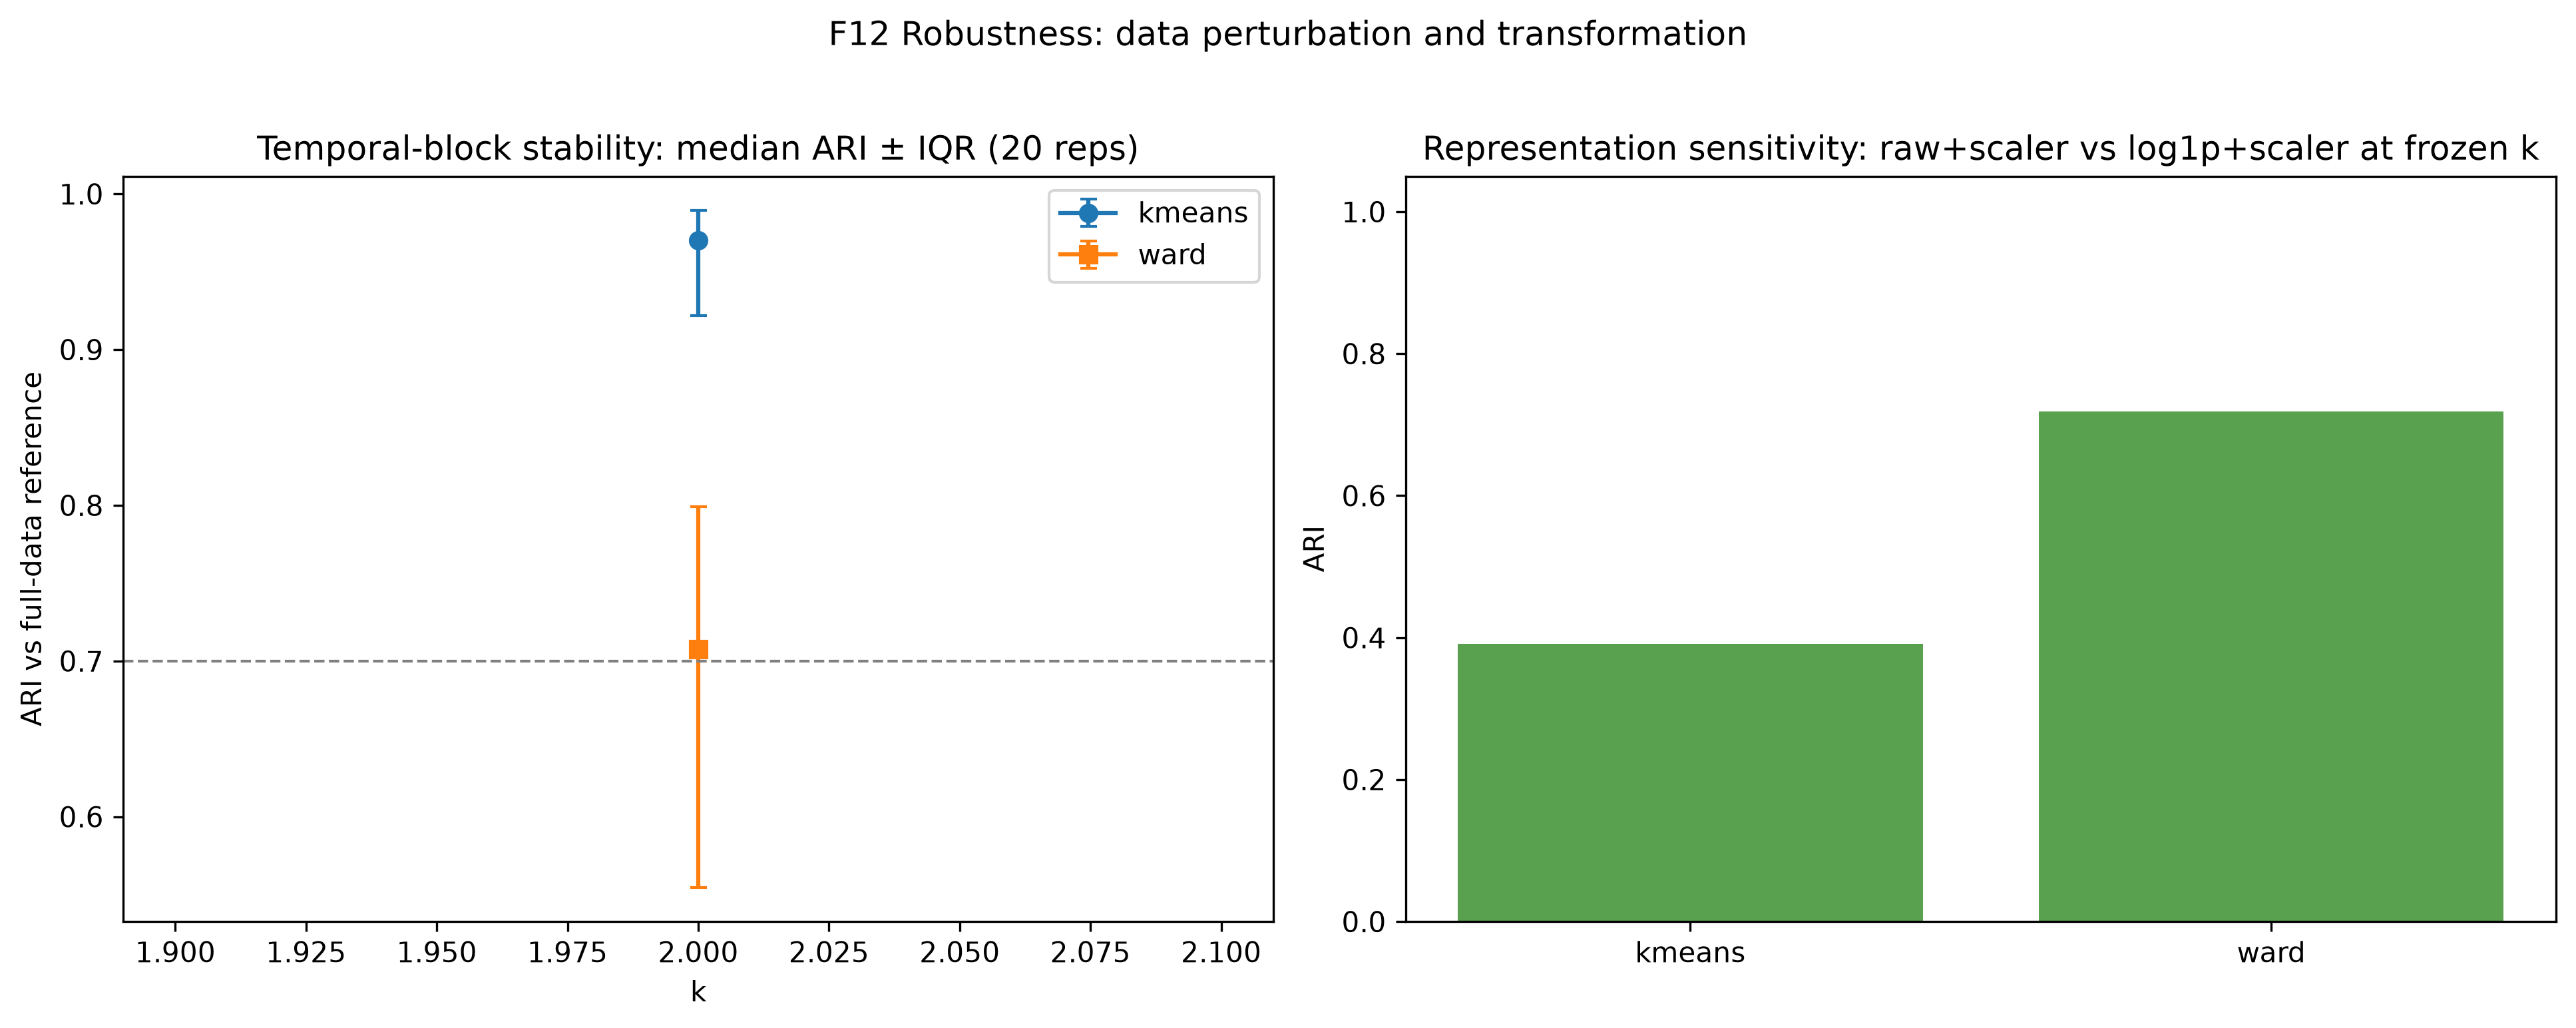 F12 Robustness: data perturbation and transformation
Temporal-block stability: median ARI ± IQR (20 reps)
ARI vs full-data reference
1.0
0.9
0.8
0.7
0.6
kmeans
ward
1.900 1.925 1.950 1.975 2.000 2.025 2.050 2.075 2.100
k
Representation sensitivity: raw+scaler vs log1p+scaler at frozen k
ARI
1.0
0.8
0.6
0.4
0.2
0.0
kmeans ward